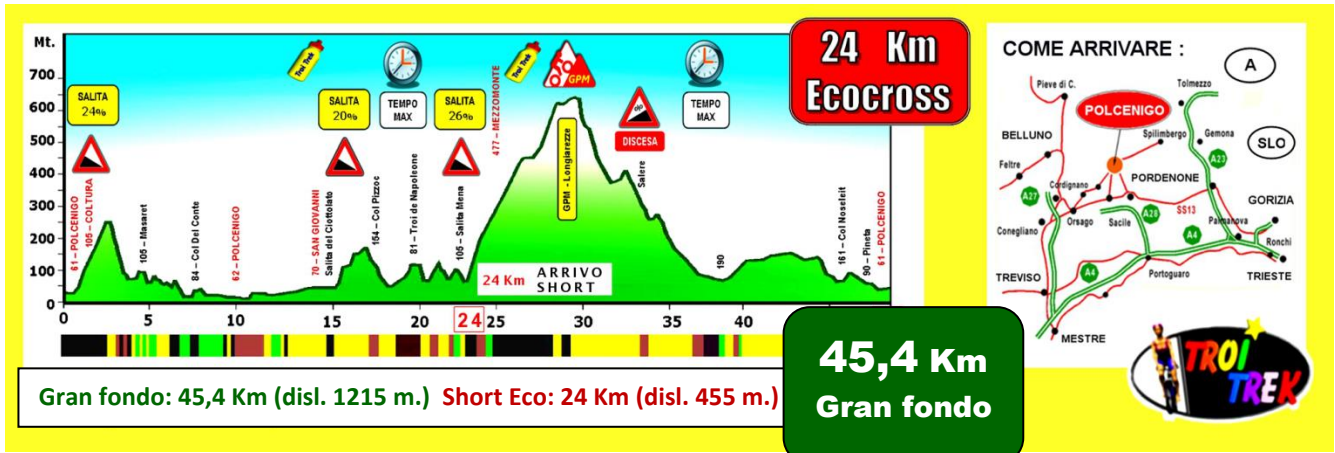 Mt.
700
600
500
400
300
200
100
0
5
10
15
20
24
25
30
35
40
SALITA
24%
SALITA
20%
TEMPO
MAX
SALITA
26%
DISCESA
TEMPO
MAX
Troi Trek
Troi Trek
GPM
61 – POLCENIGO
105 – COLTURA
105 – Masaret
84 – Col Del Conte
62 – POLCENIGO
70 – SAN GIOVANNI
Salita del Ciottolato
154 – Col Pizzoc
81 – Troi de Napoleone
105 – Salita Mena
477 – MEZZOMONTE
GPM - Longiarezze
Salere
190
161 – Col Noseleit
90 – Pineta
61 – POLCENIGO
24 Km
ARRIVO
SHORT
24 Km
Ecocross
Gran fondo: 45,4 Km (disl. 1215 m.) Short Eco: 24 Km (disl. 455 m.)
45,4 Km
Gran fondo
COME ARRIVARE :
A
Pieve di C.
Tolmezzo
POLCENIGO
BELLUNO
Spilimbergo
Gemona
SLO
Feltre
A23
Cordignano
PORDENONE
A27
GORIZIA
Orsago
Sacile
A28
SS13
Palmanova
Conegliano
A4
Ronchi
TREVISO
A4
Portoguaro
TRIESTE
MESTRE
TROI
TREK